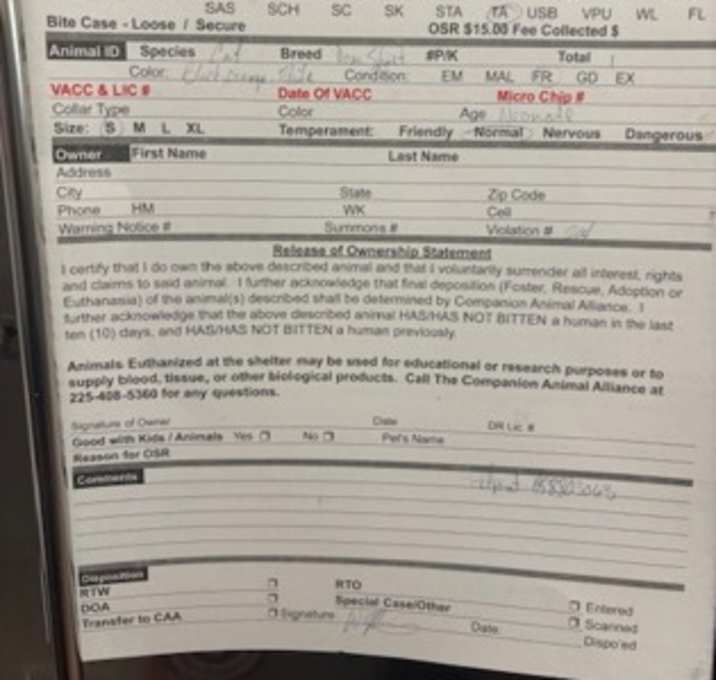 SAS SCH SC SK STA TA USB VPU WL FL
Bite Case - Loose / Secure OSR $15.00 Fee Collected $
Animal ID Species Cat Breed Dom Short #P/K Total 1
Color: Condition: EM MAL FR GD EX
VACC & LIC # Date Of VACC Micro Chip #
Collar Type Color Age Neonate
Size: S M L XL Temperament: Friendly Normal Nervous Dangerous
Owner First Name Last Name
Address
City State Zip Code
Phone HM WK Cell
Warning Notice # Summons # Violation #
Release of Ownership Statement
I certify that I do own the above described animal and that I voluntarily surrender all interest, rights
and claims to said animal. I further acknowledge that final deposition (Foster, Rescue, Adoption or
Euthanasia) of the animal(s) described shall be determined by Companion Animal Alliance. I
further acknowledge that the above described animal HAS/HAS NOT BITTEN a human in the last
ten (10) days, and HAS/HAS NOT BITTEN a human previously.
Animals Euthanized at the shelter may be used for educational or research purposes or to
supply blood, tissue, or other biological products. Call The Companion Animal Alliance at
225-408-5360 for any questions.
Signature of Owner Date DR Lic #
Good with Kids / Animals Yes No Pet's Name
Reason for OSR
Comments
Disposition
RTW RTO
DOA Special Case/Other Entered
Transfer to CAA Signature Date Scanned
Dispo'ed